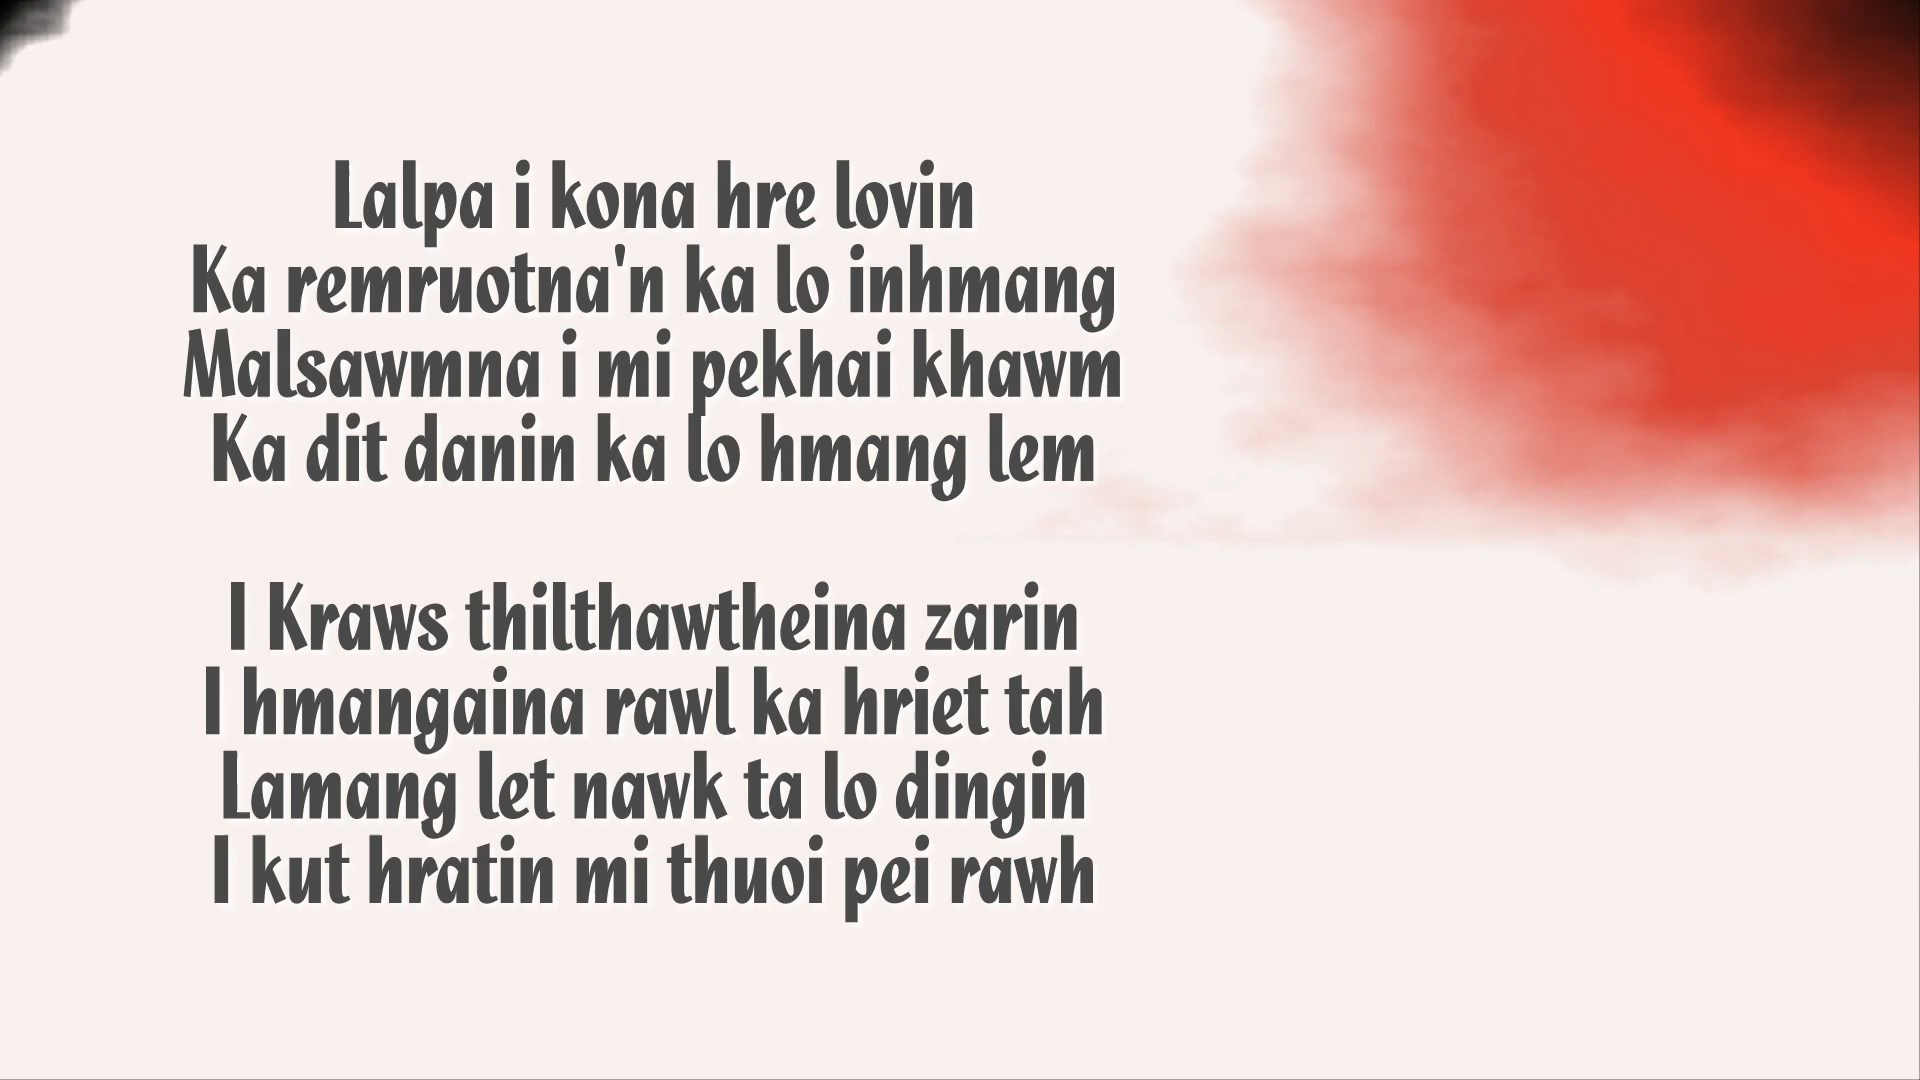 Lalpa i kona hre lovin
Ka remruotna'n ka lo inhmang
Malsawmna i mi pekhai khawm
Ka dit danin ka lo hmang lem
I Kraws thilthawtheina zarin
I hmangaina rawl ka hriet tah
Lamang let nawk ta lo dingin
I kut hratin mi thuoi pei rawh